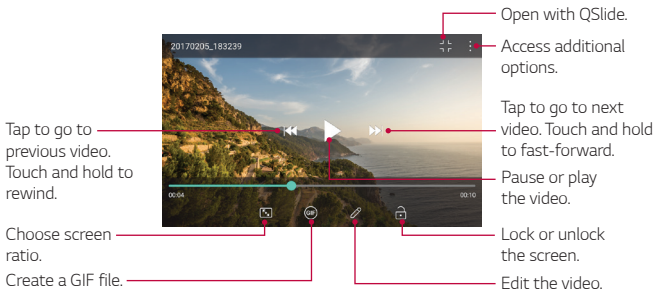 Open with QSlide.
20170205_183239
Access additional
options.
Tap to go to
previous video.
Touch and hold to
rewind.
Tap to go to next
video. Touch and hold
to fast-forward.
Pause or play
the video.
00:04
00:10
GIF
Choose screen
ratio.
Lock or unlock
the screen.
Create a GIF file.
Edit the video.